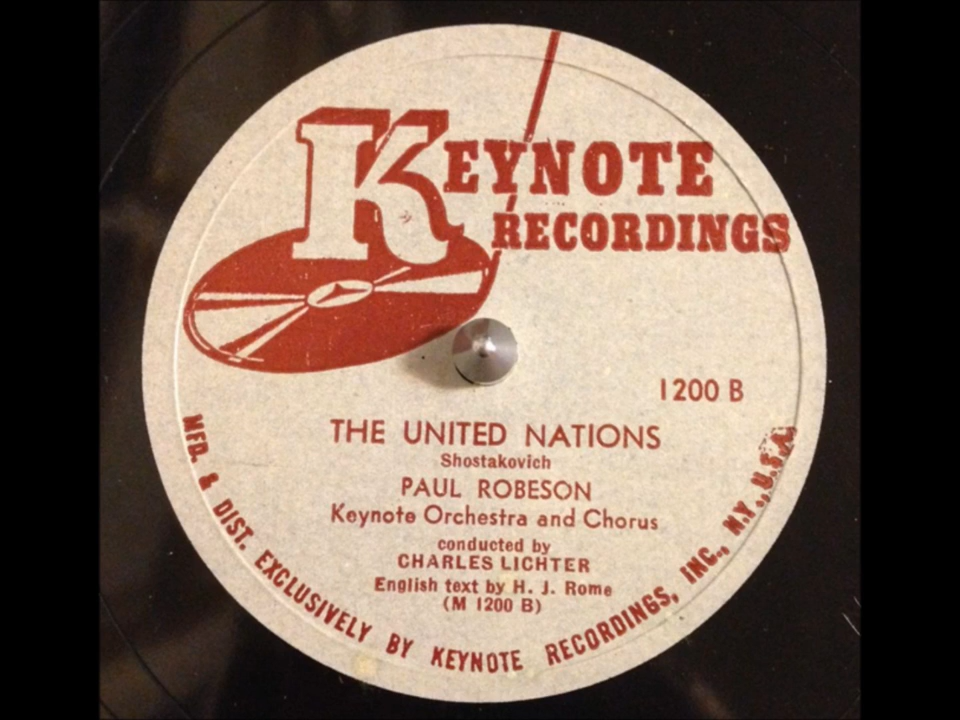 KEYNOTE
RECORDINGS
1200 B
THE UNITED NATIONS
Shostakovich
PAUL ROBESON
Keynote Orchestra and Chorus
conducted by
CHARLES LICHTER
English text by H. J. Rome
(M 1200 B)
MFD. & DIST. EXCLUSIVELY BY KEYNOTE RECORDINGS, INC., N.Y., U.S.A.